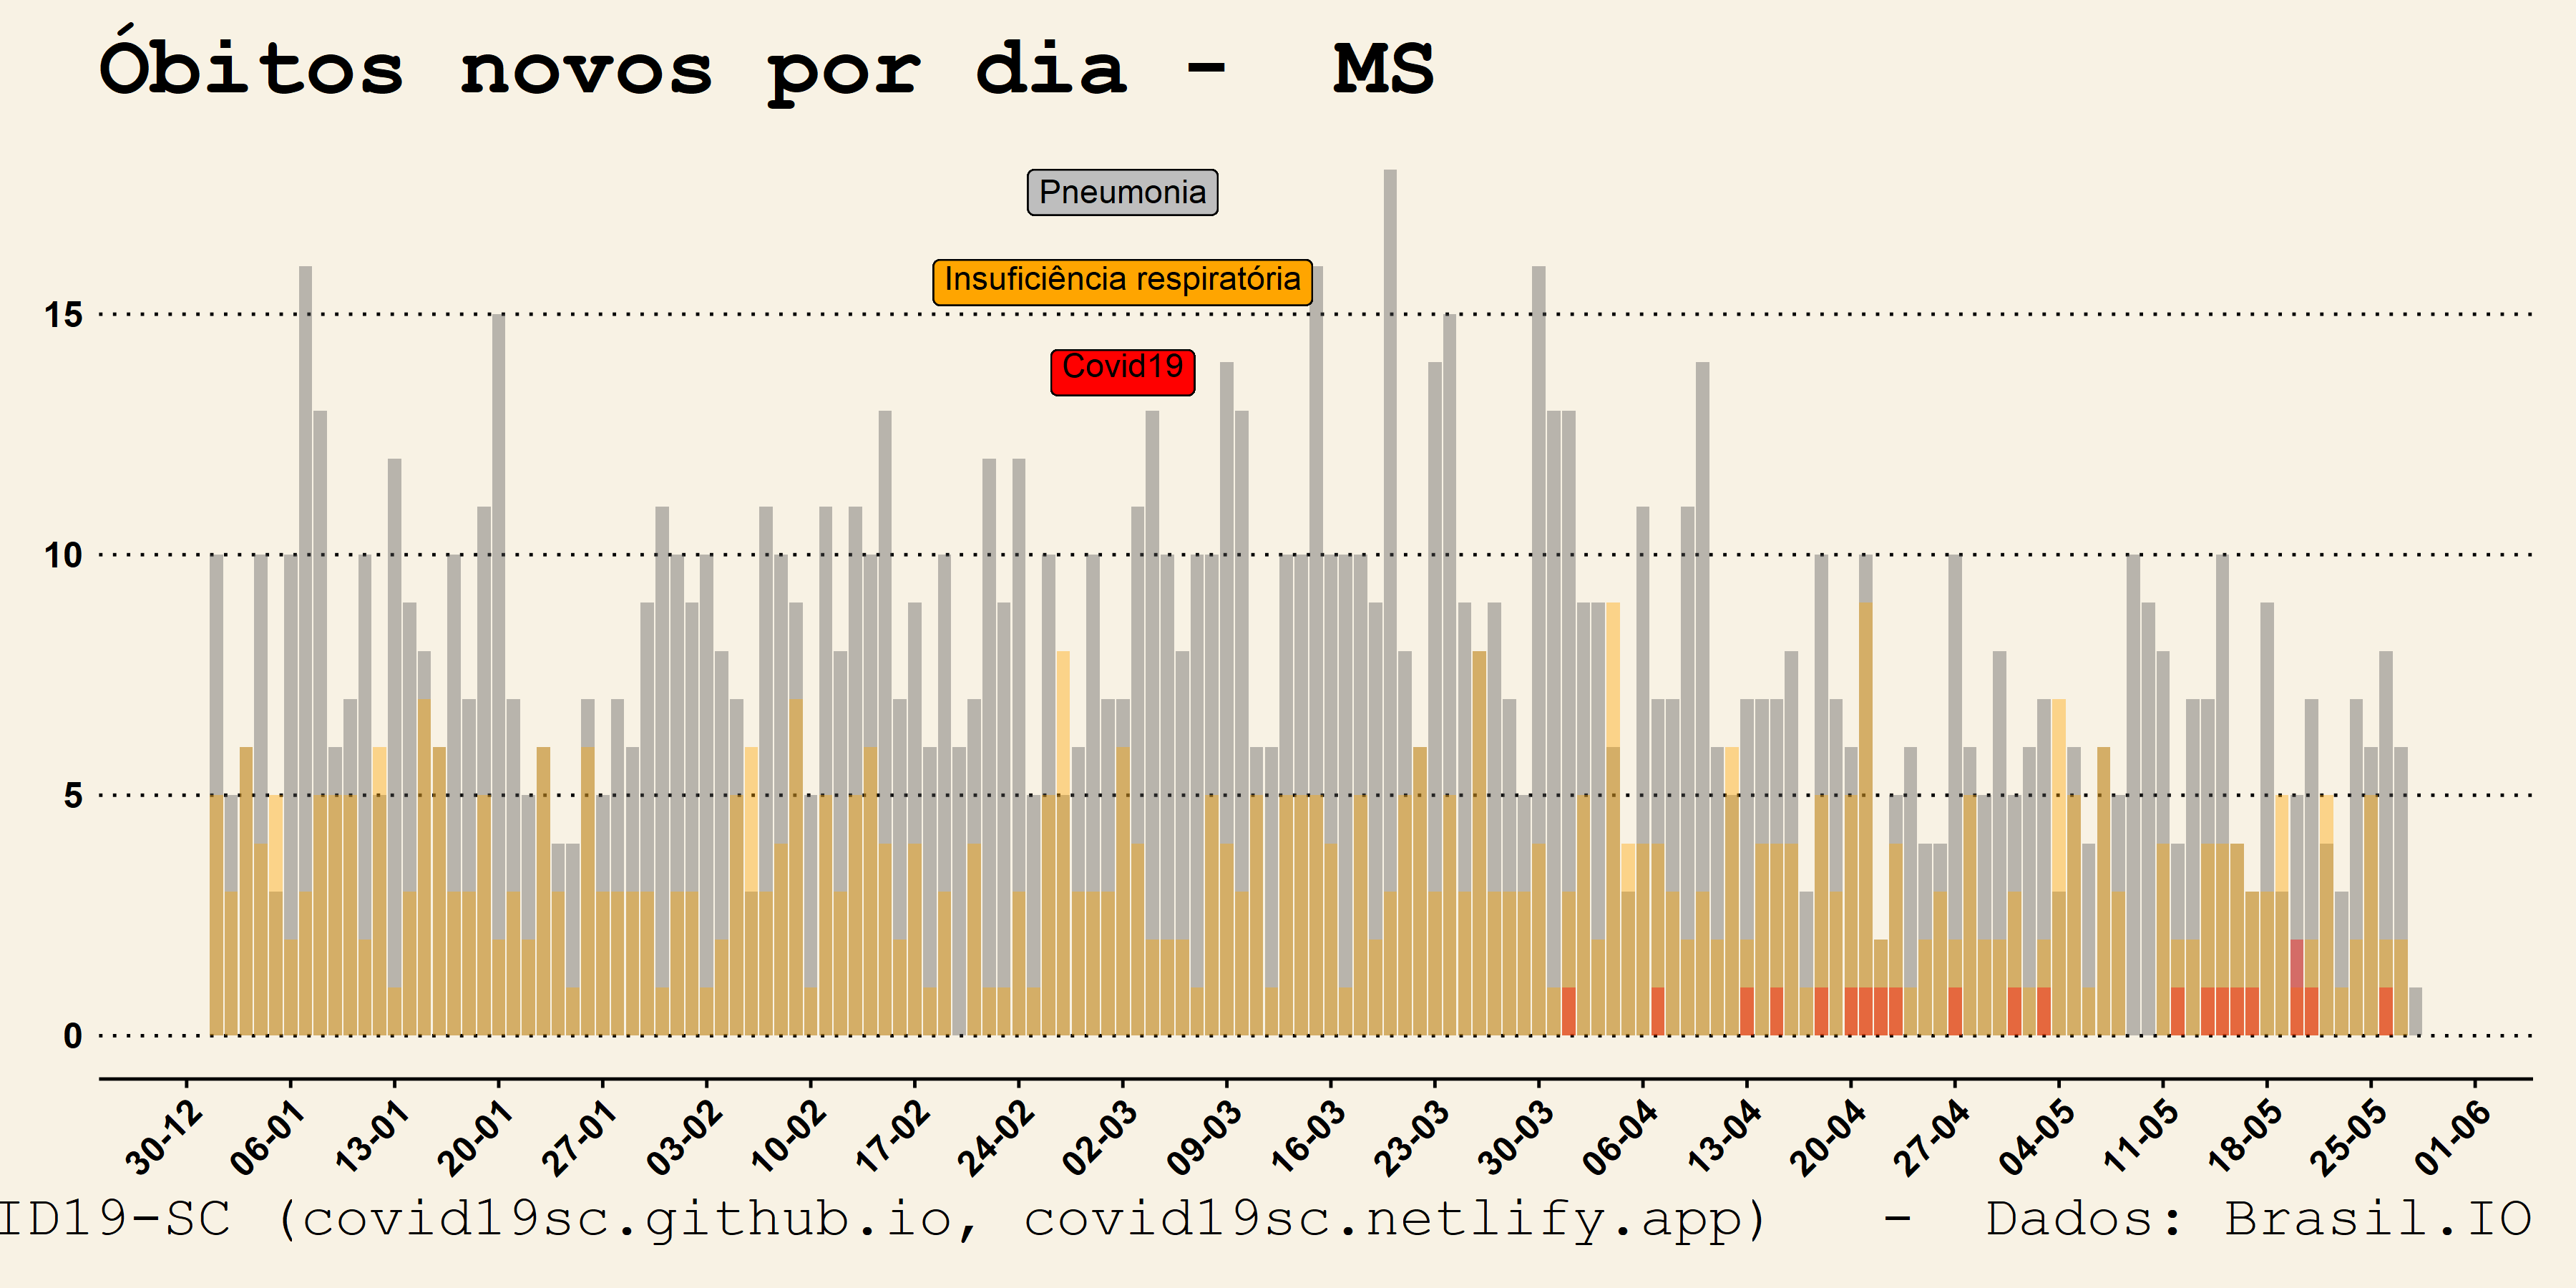 Óbitos novos por dia - MS
Pneumonia
Insuficiência respiratória
Covid19
15
10
5
0
30-12 06-01 13-01 20-01 27-01 03-02 10-02 17-02 24-02 02-03 09-03 16-03 23-03 30-03 06-04 13-04 20-04 27-04 04-05 11-05 18-05 25-05 01-06
ID19-SC (covid19sc.github.io, covid19sc.netlify.app) - Dados: Brasil.IO